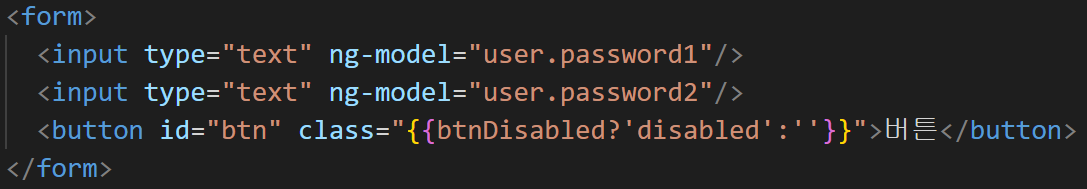 <form>
<input type="text" ng-model="user.password1"/>
<input type="text" ng-model="user.password2"/>
<button id="btn" class="{{btnDisabled?'disabled':''}}">버튼</button>
</form>